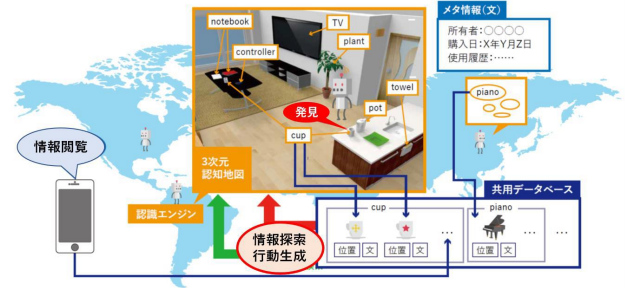 notebook
TV
plant
controller
towel
pot
発見
cup
3次元
認知地図
メタ情報(文)
所有者:○○○○
購入日:X年Y月Z日
使用履歴:……
piano
情報閲覧
認識エンジン
情報探索
行動生成
共用データベース
cup
piano
位置 文
位置 文
…
位置 文
…
…